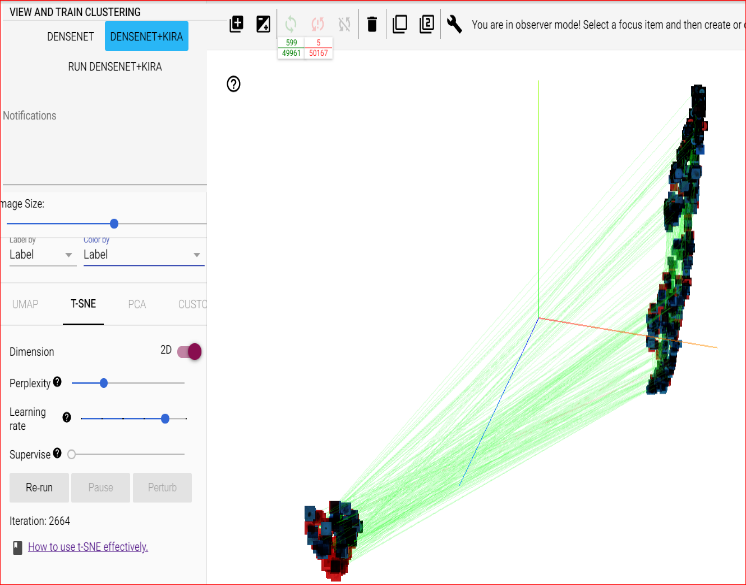 VIEW AND TRAIN CLUSTERING
DENSENET DENSENET+KIRA
RUN DENSENET+KIRA
You are in observer mode! Select a focus item and then create or
599 5
49961 50167
Notifications
mage Size:
Label by Color by
Label Label
UMAP T-SNE PCA CUSTO
Dimension 2D
Perplexity
Learning
rate
Supervise
Re-run Pause Perturb
Iteration: 2664
How to use t-SNE effectively.